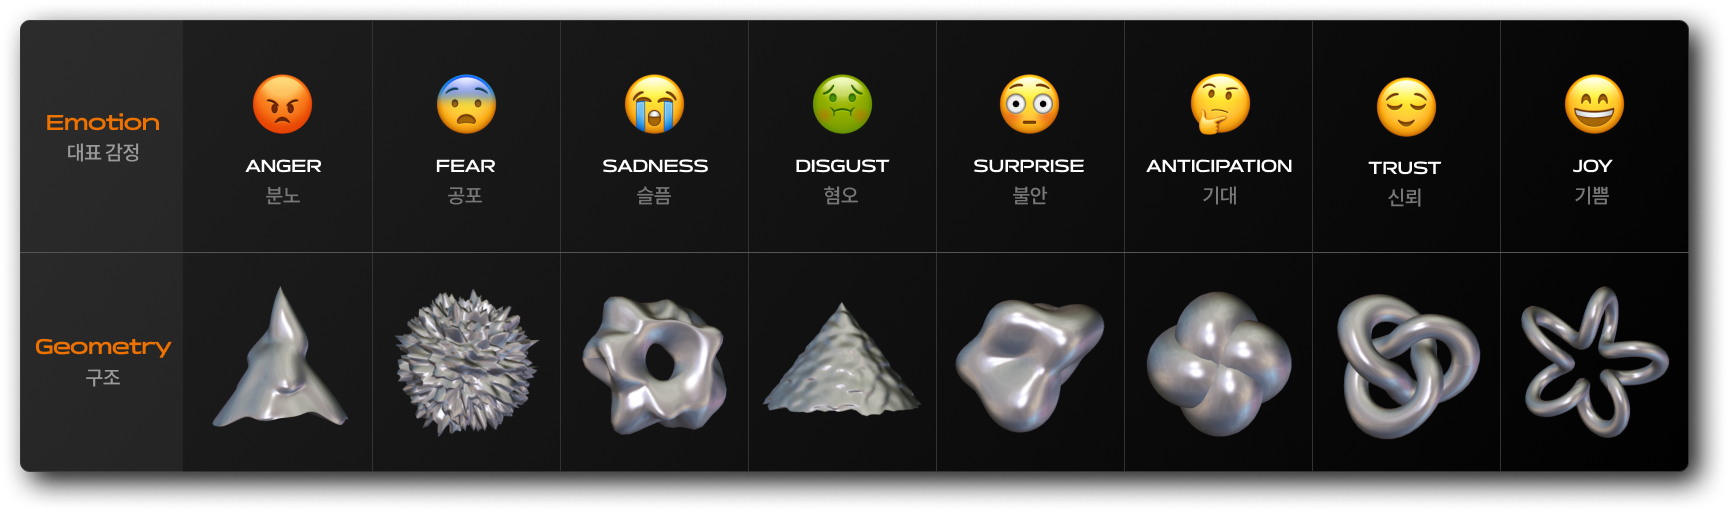 Emotion
대표 감정
ANGER
분노
FEAR
공포
SADNESS
슬픔
DISGUST
혐오
SURPRISE
불안
ANTICIPATION
기대
TRUST
신뢰
JOY
기쁨
Geometry
구조